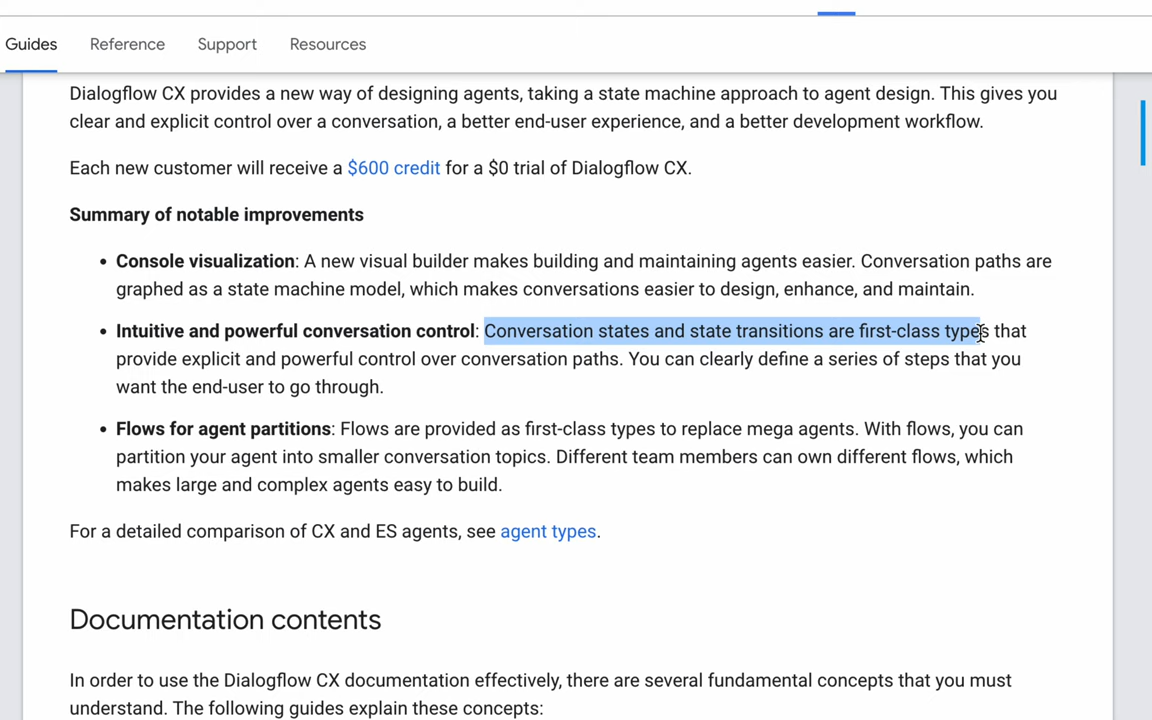 Guides Reference Support Resources
Dialogflow CX provides a new way of designing agents, taking a state machine approach to agent design. This gives you
clear and explicit control over a conversation, a better end-user experience, and a better development workflow.
Each new customer will receive a $600 credit for a $0 trial of Dialogflow CX.
Summary of notable improvements
• Console visualization: A new visual builder makes building and maintaining agents easier. Conversation paths are
graphed as a state machine model, which makes conversations easier to design, enhance, and maintain.
• Intuitive and powerful conversation control: Conversation states and state transitions are first-class types that
provide explicit and powerful control over conversation paths. You can clearly define a series of steps that you
want the end-user to go through.
• Flows for agent partitions: Flows are provided as first-class types to replace mega agents. With flows, you can
partition your agent into smaller conversation topics. Different team members can own different flows, which
makes large and complex agents easy to build.
For a detailed comparison of CX and ES agents, see agent types.
Documentation contents
In order to use the Dialogflow CX documentation effectively, there are several fundamental concepts that you must
understand. The following guides explain these concepts: